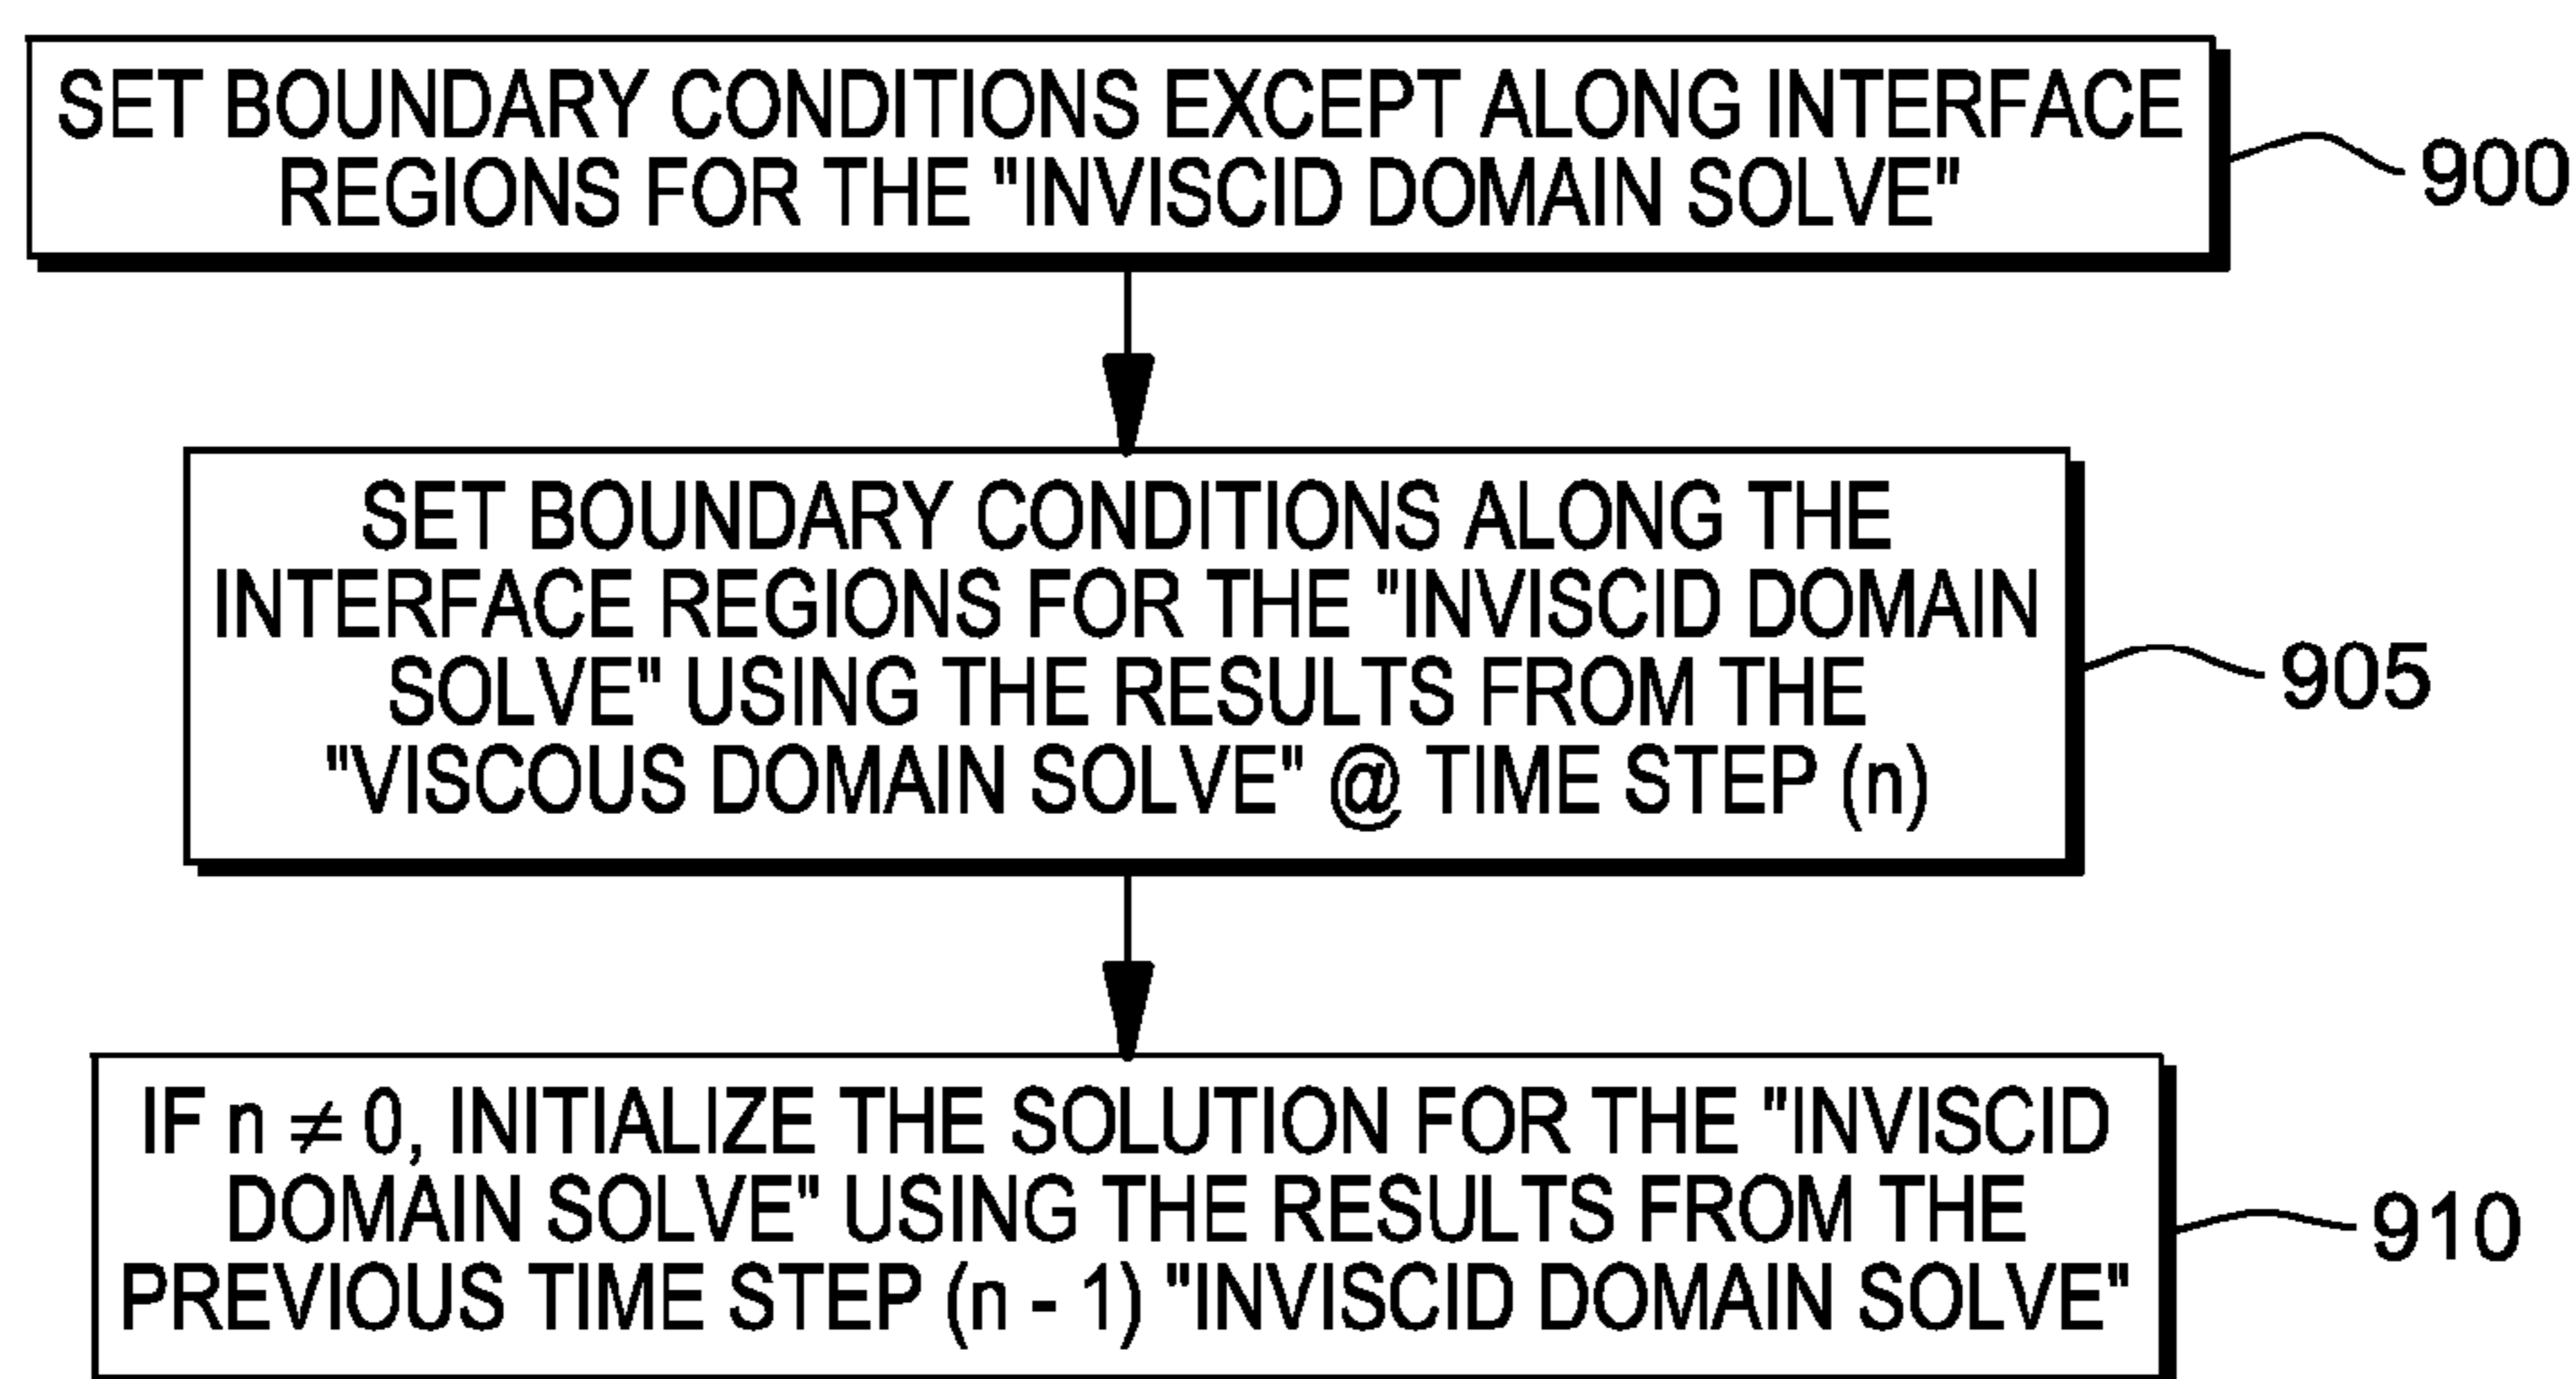 SET BOUNDARY CONDITIONS EXCEPT ALONG INTERFACE
REGIONS FOR THE "INVISCID DOMAIN SOLVE"
900
SET BOUNDARY CONDITIONS ALONG THE
INTERFACE REGIONS FOR THE "INVISCID DOMAIN
SOLVE" USING THE RESULTS FROM THE
"VISCOUS DOMAIN SOLVE" @ TIME STEP (n)
905
IF n ≠ 0, INITIALIZE THE SOLUTION FOR THE "INVISCID
DOMAIN SOLVE" USING THE RESULTS FROM THE
PREVIOUS TIME STEP (n - 1) "INVISCID DOMAIN SOLVE"
910